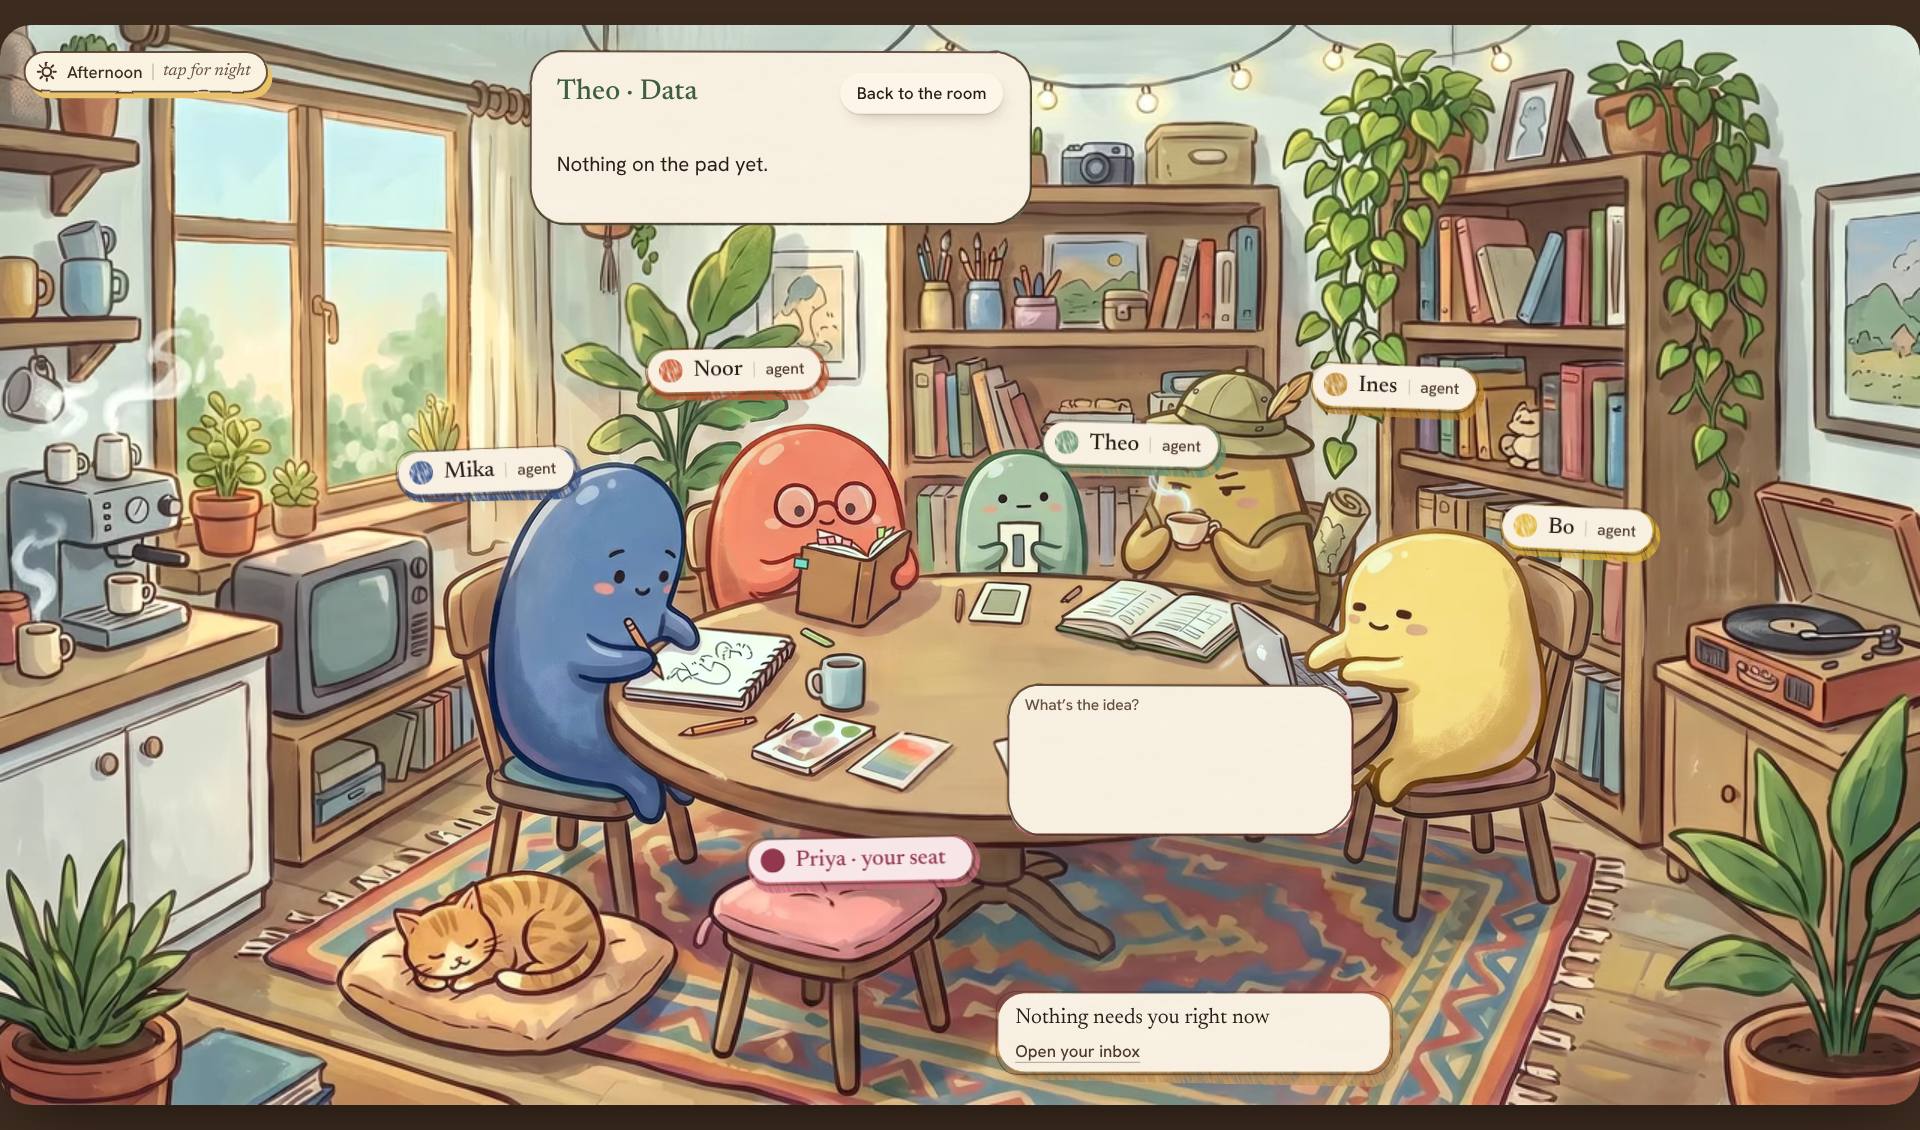 Afternoon | tap for night
Theo · Data
Back to the room
Nothing on the pad yet.
Noor | agent
Ines | agent
Theo | agent
Mika | agent
Bo | agent
What's the idea?
Priya · your seat
Nothing needs you right now
Open your inbox